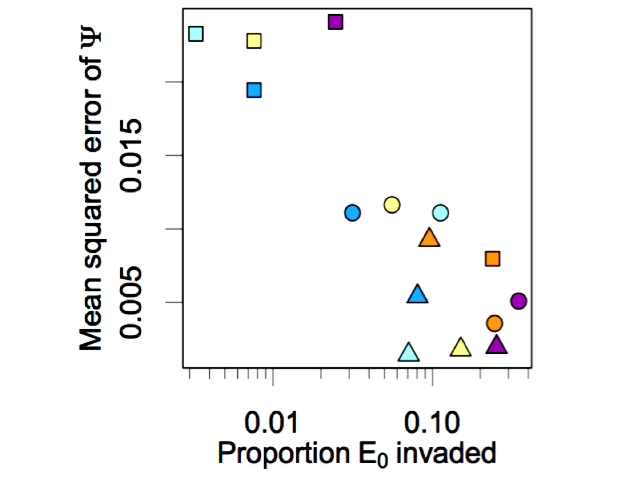 Mean squared error of Ψ
0.015
0.005
0.01
0.10
Proportion E₀ invaded